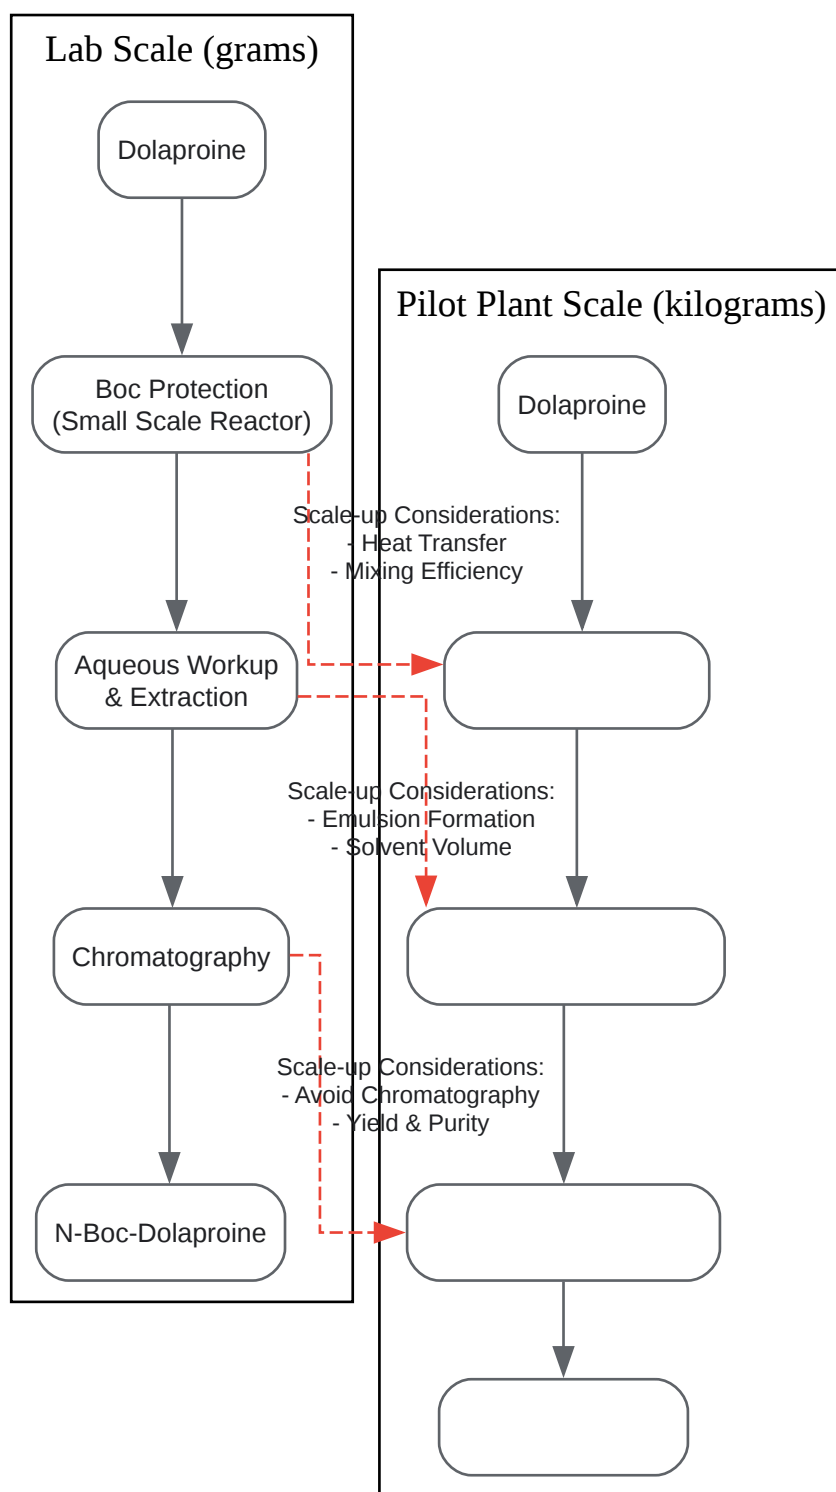 Lab Scale (grams)
Dolaproine
Boc Protection
(Small Scale Reactor)
Aqueous Workup
& Extraction
Chromatography
N-Boc-Dolaproine
Pilot Plant Scale (kilograms)
Dolaproine
Scale-up Considerations:
- Heat Transfer
- Mixing Efficiency
Scale-up Considerations:
- Emulsion Formation
- Solvent Volume
Scale-up Considerations:
- Avoid Chromatography
- Yield & Purity